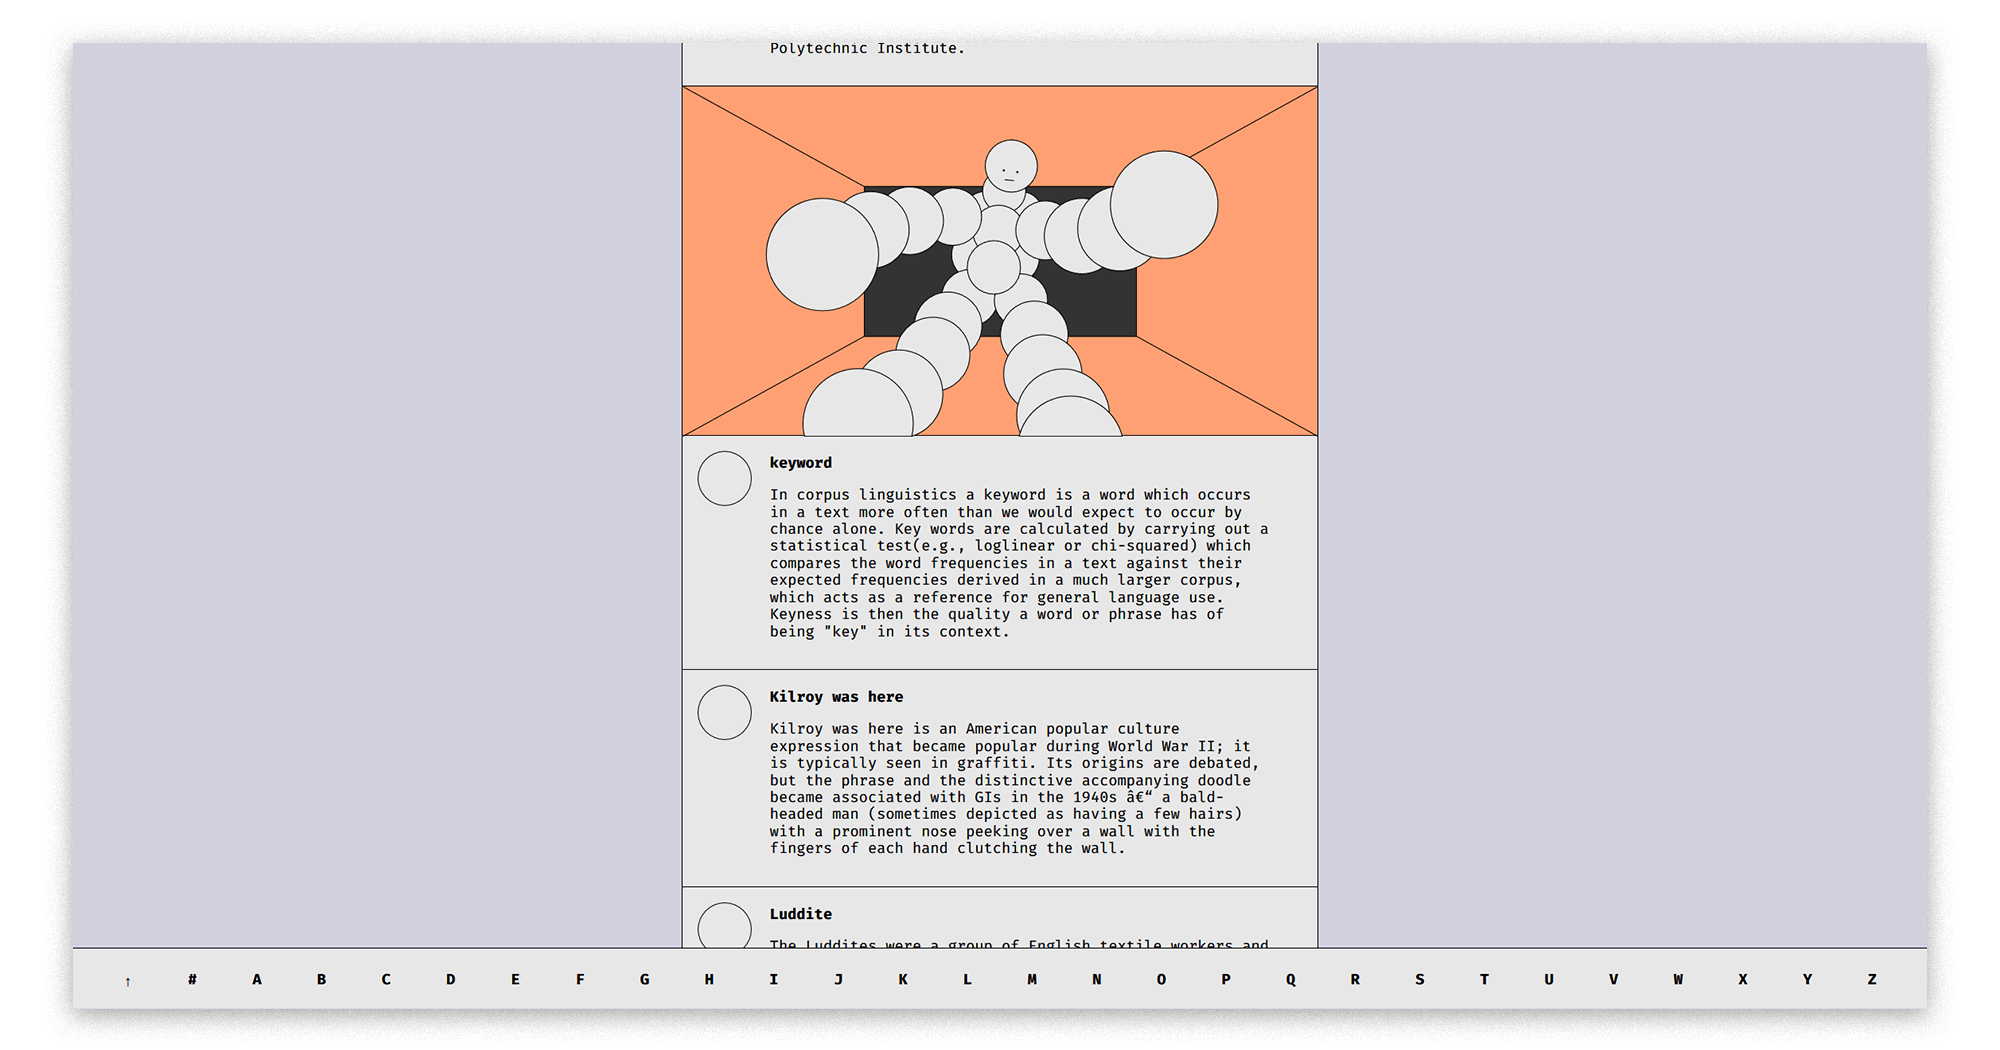 Polytechnic Institute.
keyword
In corpus linguistics a keyword is a word which occurs
in a text more often than we would expect to occur by
chance alone. Key words are calculated by carrying out a
statistical test(e.g., loglinear or chi-squared) which
compares the word frequencies in a text against their
expected frequencies derived in a much larger corpus,
which acts as a reference for general language use.
Keyness is then the quality a word or phrase has of
being "key" in its context.
Kilroy was here
Kilroy was here is an American popular culture
expression that became popular during World War II; it
is typically seen in graffiti. Its origins are debated,
but the phrase and the distinctive accompanying doodle
became associated with GIs in the 1940s â€“ a bald-
headed man (sometimes depicted as having a few hairs)
with a prominent nose peeking over a wall with the
fingers of each hand clutching the wall.
Luddite
The Luddites were a group of English textile workers and
↑ # A B C D E F G H I J K L M N O P Q R S T U V W X Y Z